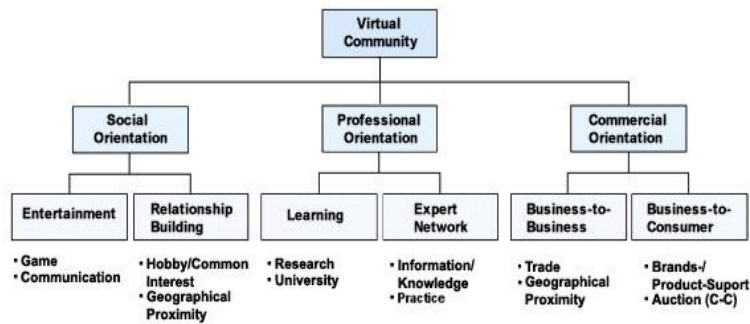 Virtual
Community
Social
Orientation
Professional
Orientation
Commercial
Orientation
Entertainment
Relationship
Building
Learning
Expert
Network
Business-to-
Business
Business-to-
Consumer
• Game
• Communication
• Hobby/Common
Interest
• Geographical
Proximity
• Research
• University
• Information/
Knowledge
• Practice
• Trade
• Geographical
Proximity
• Brands-/
Product-Suport
• Auction (C-C)